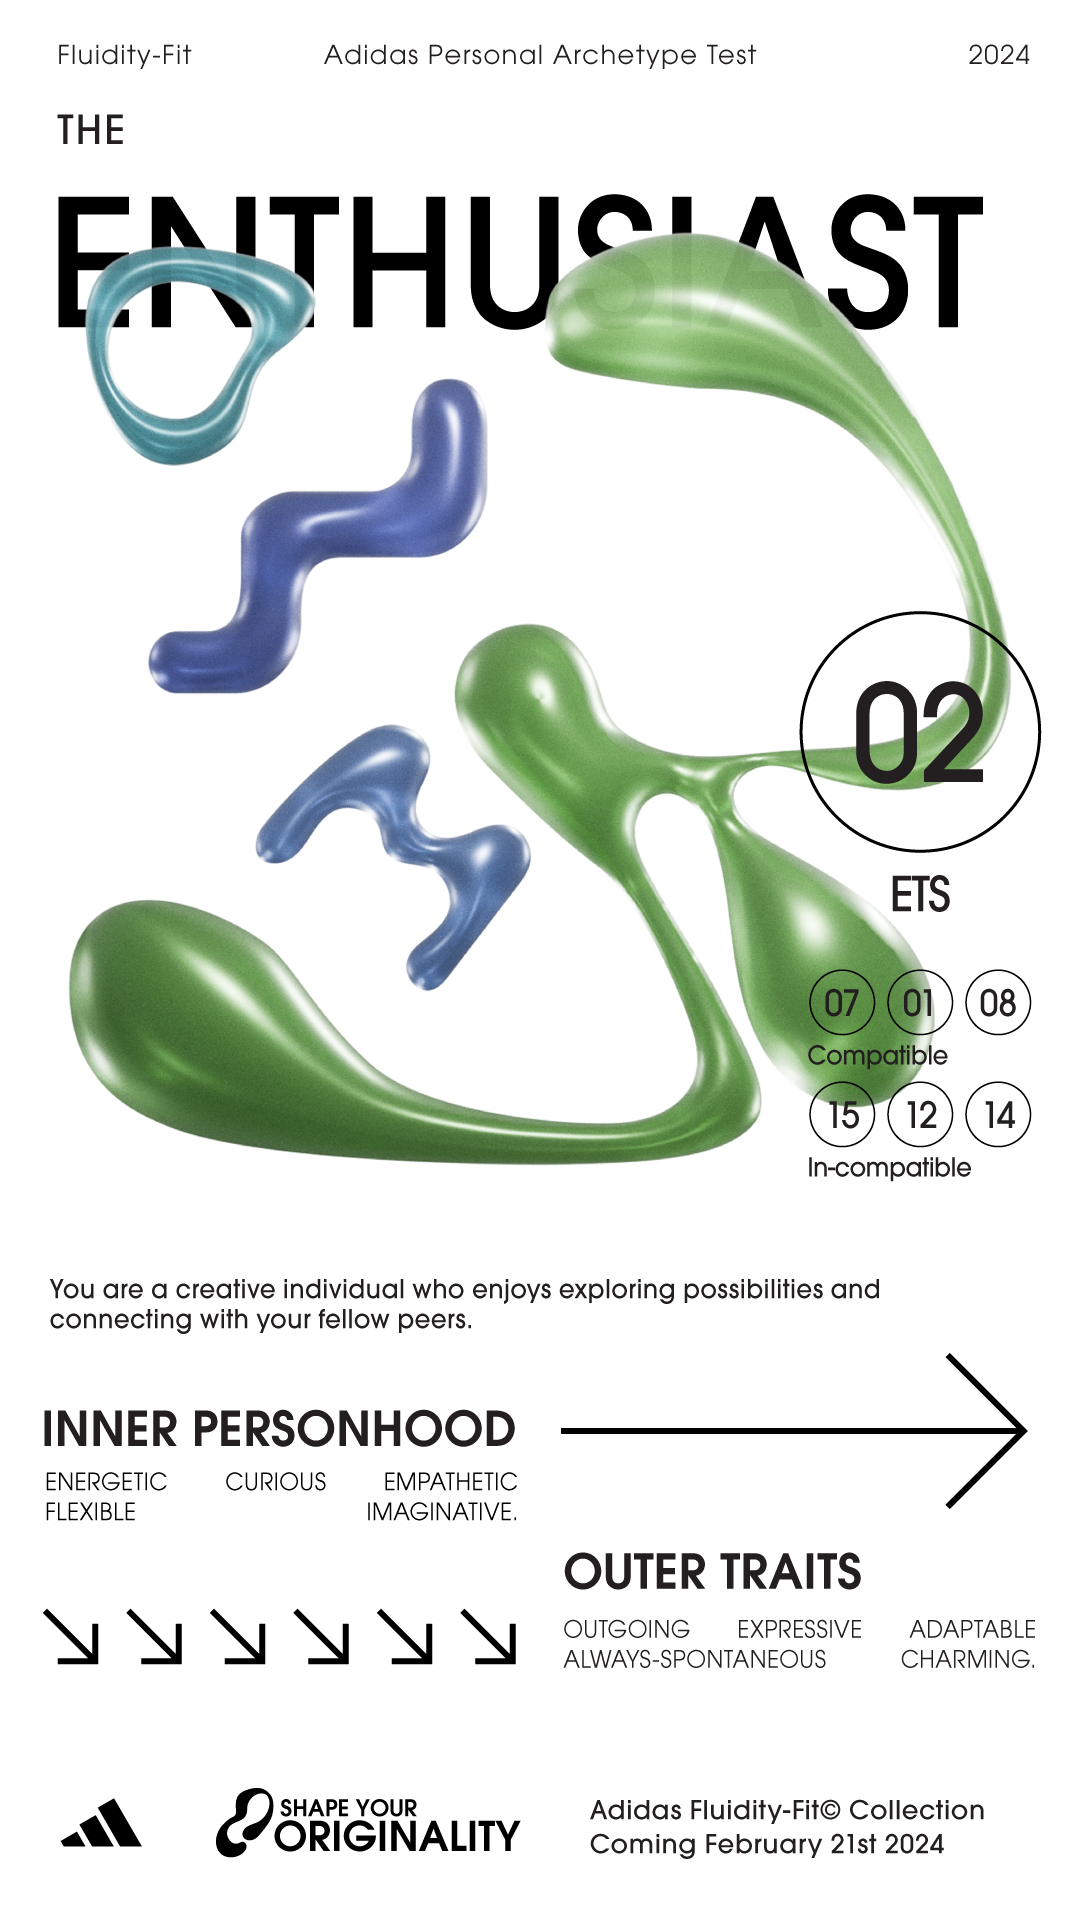 Fluidity-Fit Adidas Personal Archetype Test 2024
THE
ENTHUSIAST
02
ETS
07 01 08
Compatible
15 12 14
In-compatible
You are a creative individual who enjoys exploring possibilities and
connecting with your fellow peers.
INNER PERSONHOOD
ENERGETIC CURIOUS EMPATHETIC
FLEXIBLE IMAGINATIVE.
OUTER TRAITS
OUTGOING EXPRESSIVE ADAPTABLE
ALWAYS-SPONTANEOUS CHARMING.
SHAPE YOUR
ORIGINALITY
Adidas Fluidity-Fit© Collection
Coming February 21st 2024